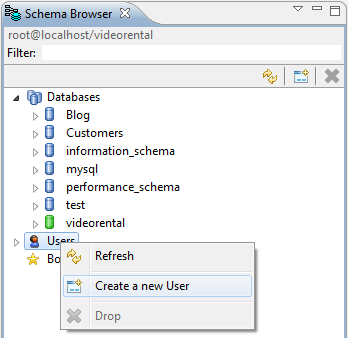 Schema Browser
root@localhost/videorental
Filter:
Databases
Blog
Customers
information_schema
mysql
performance_schema
test
videorental
Users
Bo
Refresh
Create a new User
Drop